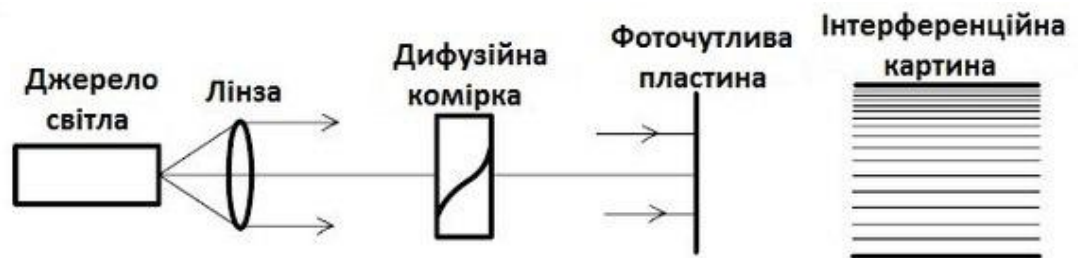 Джерело
світла
Лінза
Дифузійна
комірка
Фоточутлива
пластина
Інтерференційна
картина